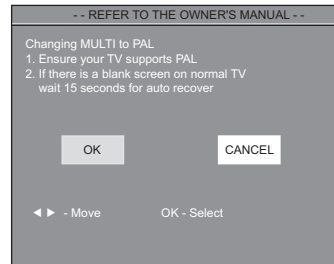 - - REFER TO THE OWNER'S MANUAL - -
Changing MULTI to PAL
1. Ensure your TV supports PAL
2. If there is a blank screen on normal TV
wait 15 seconds for auto recover
OK
CANCEL
◄ ► - Move OK - Select